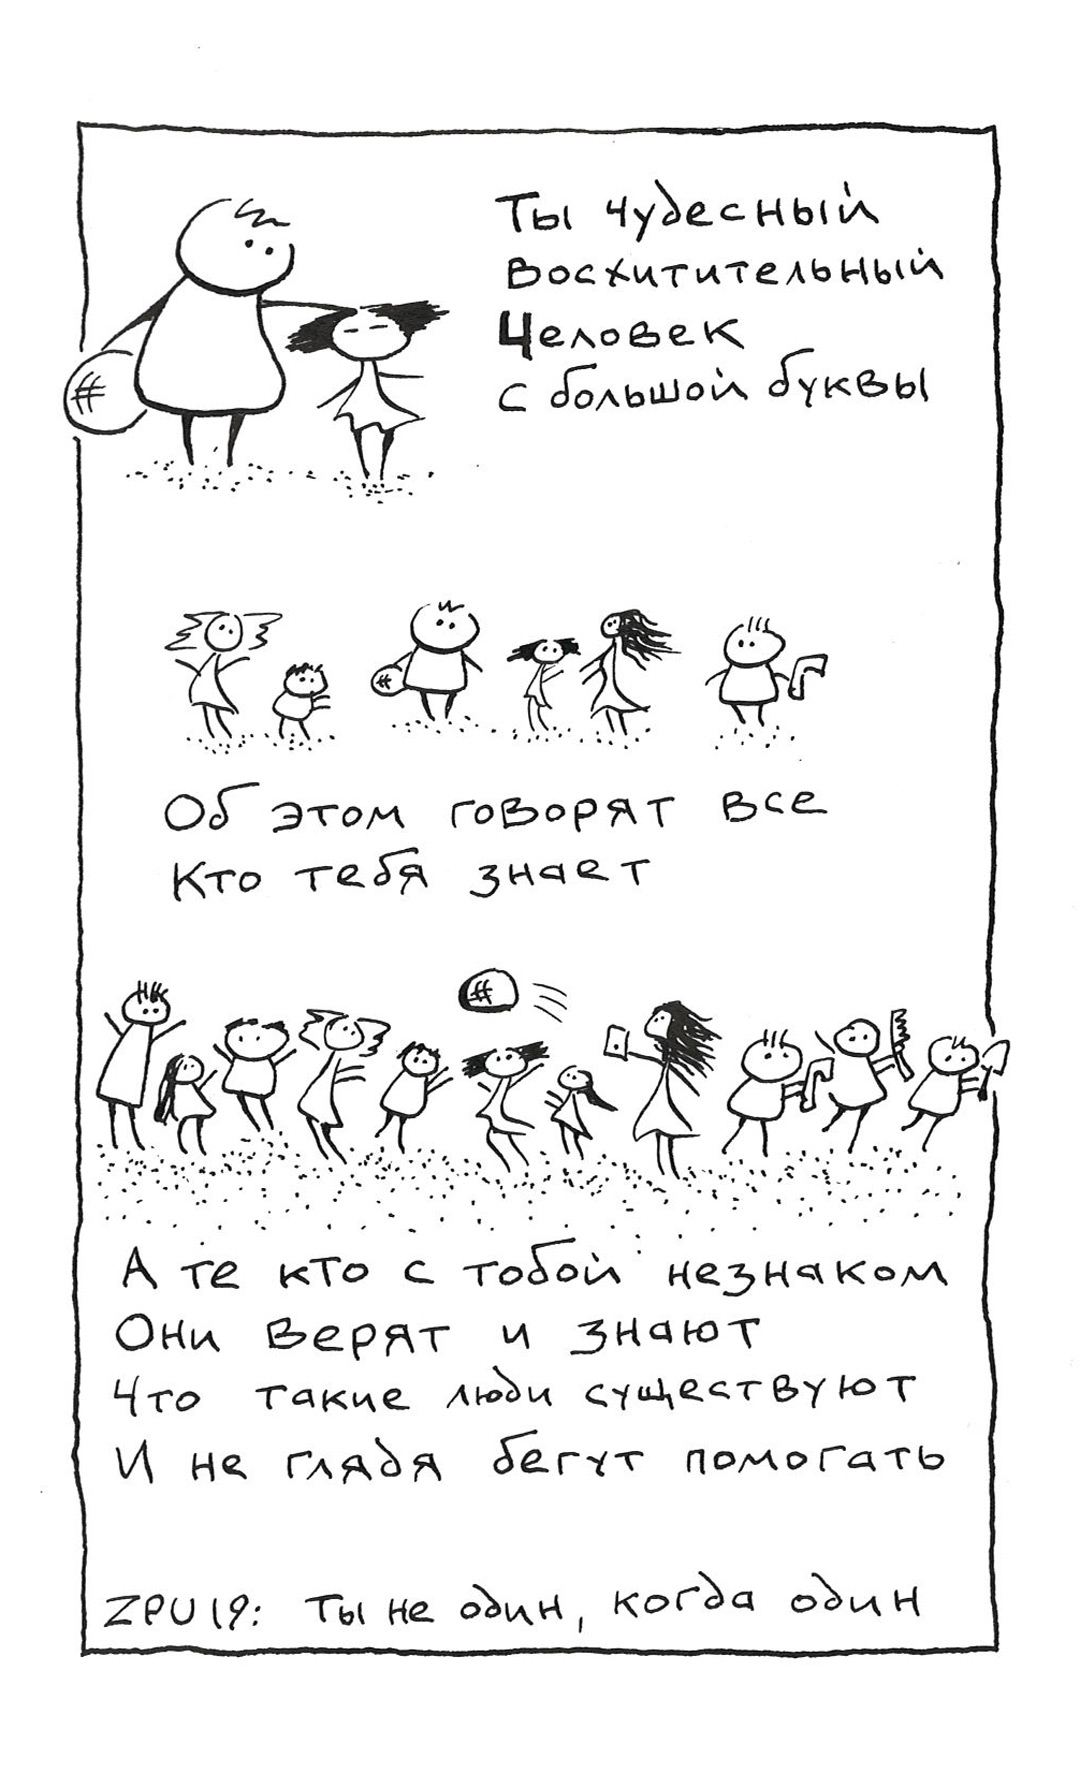 Ты чудесный
Восхитительный
Человек
с большой буквы
Об этом говорят все
Кто тебя знает
А те кто с тобой незнаком
Они верят и знают
Что такие люди существуют
И не глядя бегут помогать
ZPU19: Ты не один, когда один